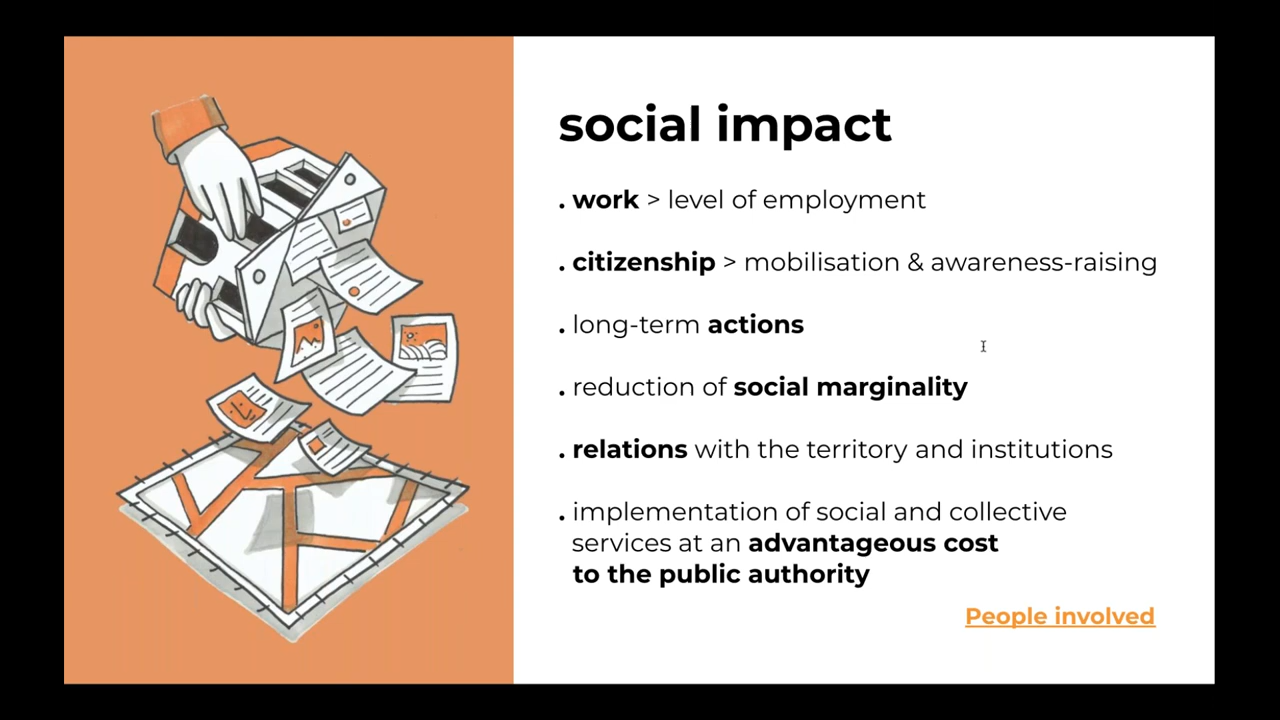 social impact
. work > level of employment
. citizenship > mobilisation & awareness-raising
. long-term actions
. reduction of social marginality
. relations with the territory and institutions
. implementation of social and collective
services at an advantageous cost
to the public authority
People involved